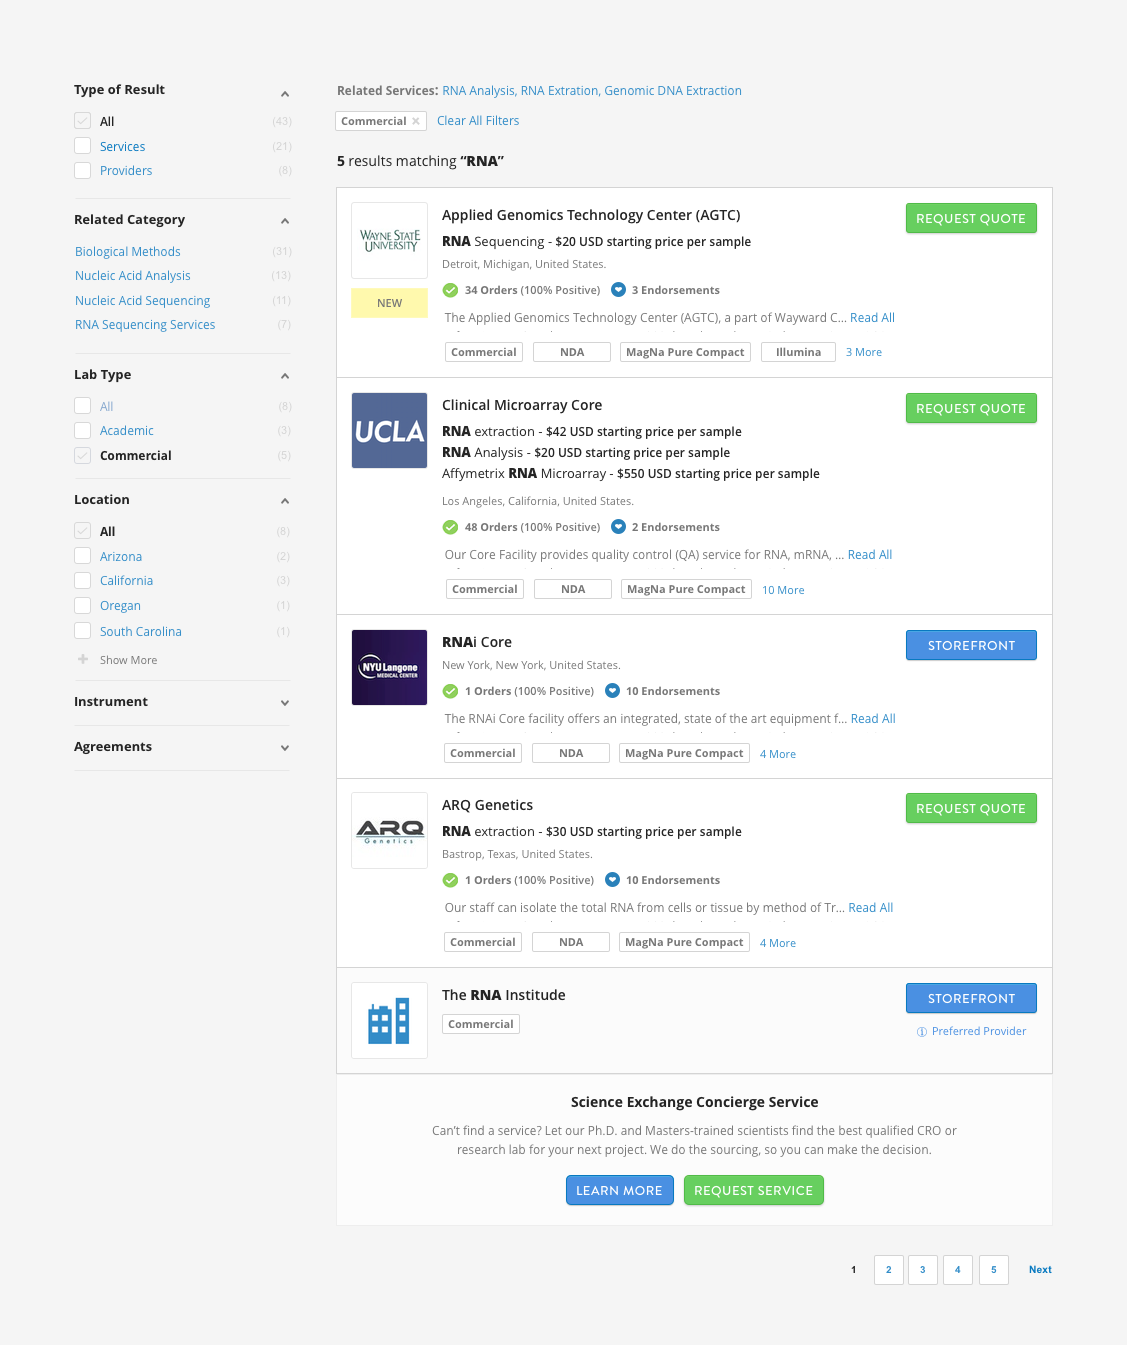 Type of Result
All (43)
Services (21)
Providers (8)
Related Category
Biological Methods (31)
Nucleic Acid Analysis (13)
Nucleic Acid Sequencing (11)
RNA Sequencing Services (7)
Lab Type
All (8)
Academic (3)
Commercial (5)
Location
All (8)
Arizona (2)
California (3)
Oregan (1)
South Carolina (1)
Show More
Instrument
Agreements
Related Services: RNA Analysis, RNA Extration, Genomic DNA Extraction
Commercial × Clear All Filters
5 results matching “RNA”
WAYNE STATE
UNIVERSITY
NEW
Applied Genomics Technology Center (AGTC)
REQUEST QUOTE
RNA Sequencing - $20 USD starting price per sample
Detroit, Michigan, United States.
34 Orders (100% Positive) 3 Endorsements
The Applied Genomics Technology Center (AGTC), a part of Wayward C... Read All
Commercial NDA MagNa Pure Compact Illumina 3 More
UCLA
Clinical Microarray Core
REQUEST QUOTE
RNA extraction - $42 USD starting price per sample
RNA Analysis - $20 USD starting price per sample
Affymetrix RNA Microarray - $550 USD starting price per sample
Los Angeles, California, United States.
48 Orders (100% Positive) 2 Endorsements
Our Core Facility provides quality control (QA) service for RNA, mRNA, ... Read All
Commercial NDA MagNa Pure Compact 10 More
NYU Langone
MEDICAL CENTER
RNAi Core
STOREFRONT
New York, New York, United States.
1 Orders (100% Positive) 10 Endorsements
The RNAi Core facility offers an integrated, state of the art equipment f... Read All
Commercial NDA MagNa Pure Compact 4 More
ARQ
Genetics
ARQ Genetics
REQUEST QUOTE
RNA extraction - $30 USD starting price per sample
Bastrop, Texas, United States.
1 Orders (100% Positive) 10 Endorsements
Our staff can isolate the total RNA from cells or tissue by method of Tr... Read All
Commercial NDA MagNa Pure Compact 4 More
The RNA Institude
STOREFRONT
Commercial
Preferred Provider
Science Exchange Concierge Service
Can't find a service? Let our Ph.D. and Masters-trained scientists find the best qualified CRO or
research lab for your next project. We do the sourcing, so you can make the decision.
LEARN MORE REQUEST SERVICE
1 2 3 4 5 Next